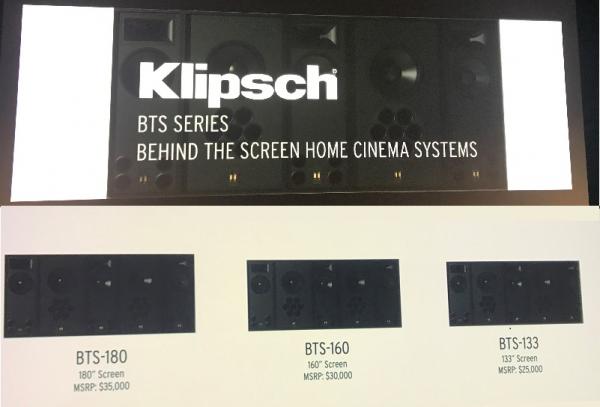 Klipsch
BTS SERIES
BEHIND THE SCREEN HOME CINEMA SYSTEMS
BTS-180
180" Screen
MSRP: $35,000
BTS-160
160" Screen
MSRP: $30,000
BTS-133
133" Screen
MSRP: $25,000